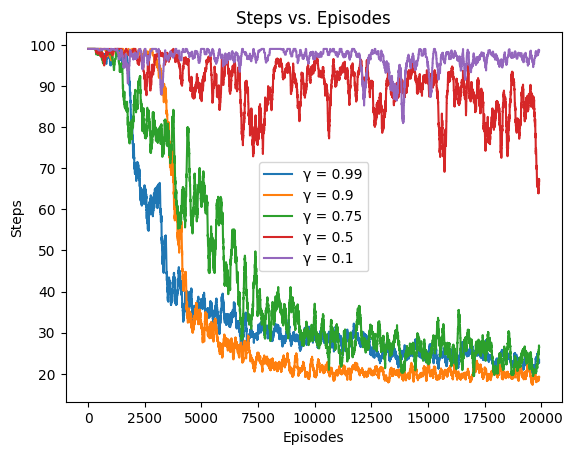 Steps vs. Episodes
Steps
100
90
80
70
60
50
40
30
20
γ = 0.99
γ = 0.9
γ = 0.75
γ = 0.5
γ = 0.1
0 2500 5000 7500 10000 12500 15000 17500 20000
Episodes